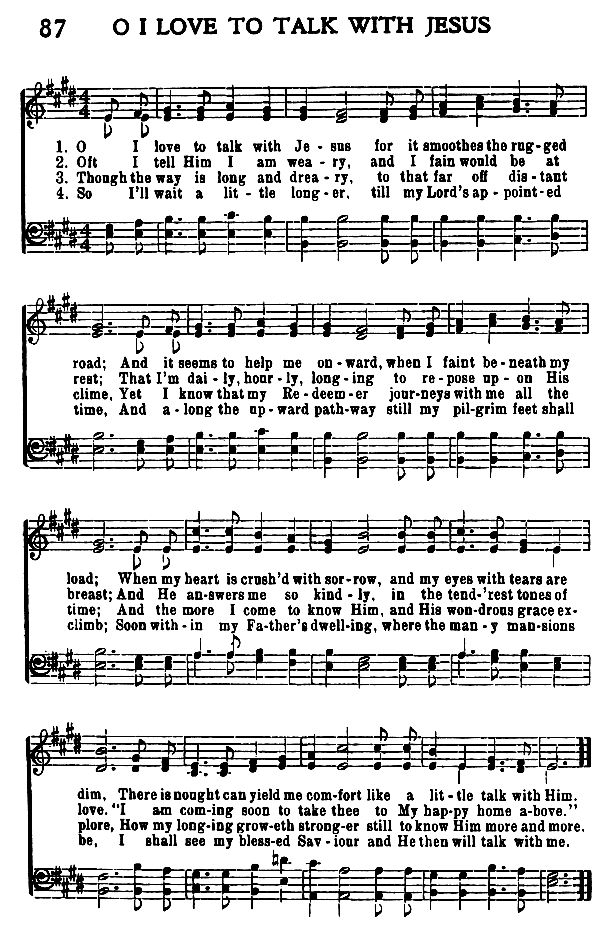 87 O I LOVE TO TALK WITH JESUS
1. O I love to talk with Je - sus for it smoothes the rug - ged
2. Oft I tell Him I am wea - ry, and I fain would be at
3. Though the way is long and drea - ry, to that far off dis - tant
4. So I'll wait a lit - tle long - er, till my Lord's ap - point - ed
road; And it seems to help me on - ward, when I faint be - neath my
rest; That I'm dai - ly, hour - ly, long - ing to re - pose up - on His
clime, Yet I know that my Re - deem - er jour - neys with me all the
time, And a - long the up - ward path - way still my pil - grim feet shall
load; When my heart is crush'd with sor - row, and my eyes with tears are
breast; And He an - swers me so kind - ly, in the tend - 'rest tones of
time; And the more I come to know Him, and His won - drous grace ex -
climb; Soon with - in my Fa - ther's dwell - ing, where the man - y man - sions
dim, There is nought can yield me com - fort like a lit - tle talk with Him.
love. "I am com - ing soon to take thee to My hap - py home a - bove."
plore, How my long - ing grow - eth strong - er still to know Him more and more.
be, I shall see my bless - ed Sav - iour and He then will talk with me.